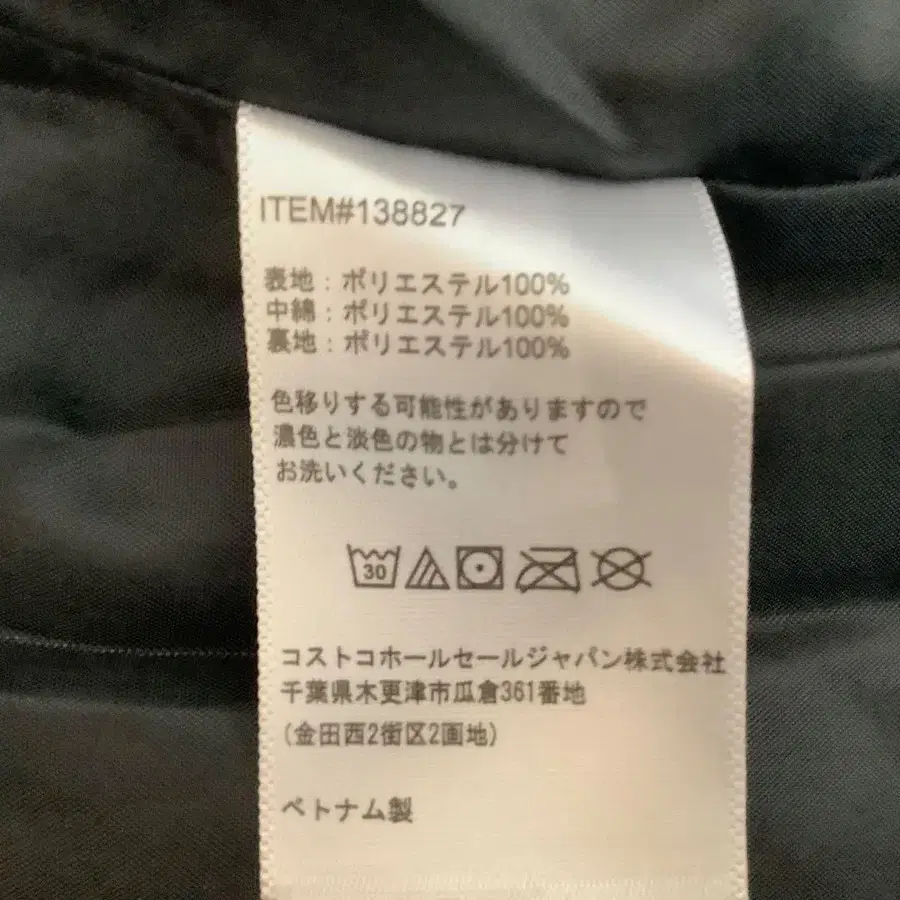 ITEM#138827
表地：ポリエステル100%
中綿：ポリエステル100%
裏地：ポリエステル100%
色移りする可能性がありますので
濃色と淡色の物とは分けて
お洗いください。
30
コストコホールセールジャパン株式会社
千葉県木更津市瓜倉361番地
(金田西2街区2画地)
ベトナム製